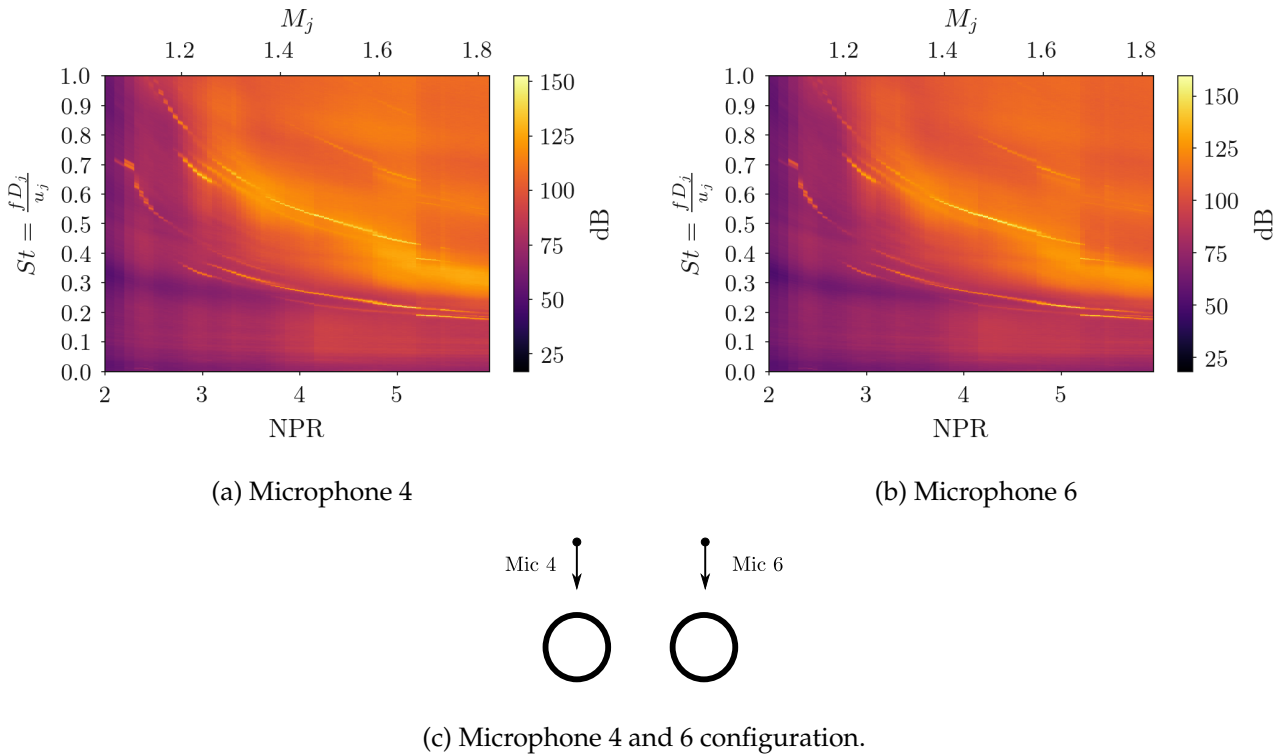 M_j
1.2 1.4 1.6 1.8
1.0
0.9
0.8
0.7
0.6
0.5
0.4
0.3
0.2
0.1
0.0
St = fD_j/u_j
2 3 4 5
NPR
150
125
100
75
50
25
dB
(a) Microphone 4
M_j
1.2 1.4 1.6 1.8
1.0
0.9
0.8
0.7
0.6
0.5
0.4
0.3
0.2
0.1
0.0
St = fD_j/u_j
2 3 4 5
NPR
150
125
100
75
50
25
dB
(b) Microphone 6
Mic 4 Mic 6
(c) Microphone 4 and 6 configuration.